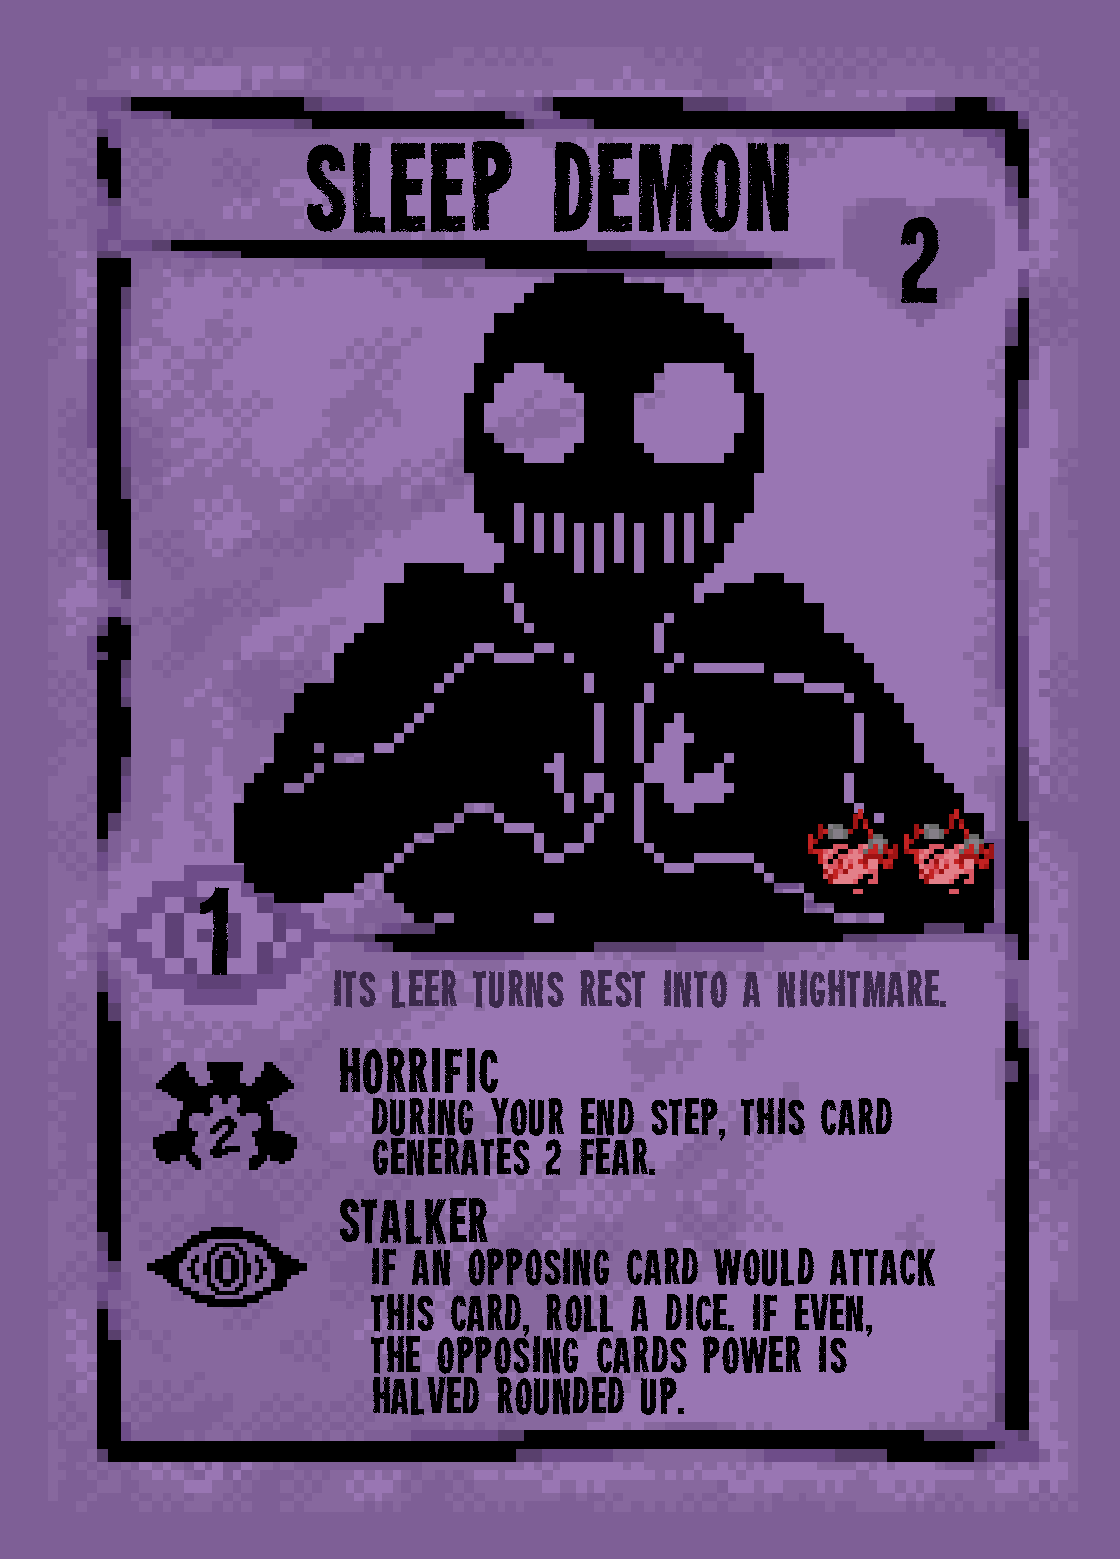 SLEEP DEMON
2
1
ITS LEER TURNS REST INTO A NIGHTMARE.
HORRIFIC
2
DURING YOUR END STEP, THIS CARD
GENERATES 2 FEAR.
STALKER
IF AN OPPOSING CARD WOULD ATTACK
THIS CARD, ROLL A DICE. IF EVEN,
THE OPPOSING CARDS POWER IS
HALVED ROUNDED UP.